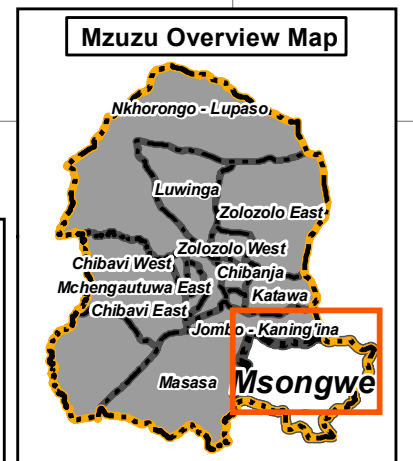 Mzuzu Overview Map
Nkhorongo - Lupaso
Luwinga
Zolozolo East
Zolozolo West
Chibavi West
Chibanja
Mchengautuwa East
Katawa
Chibavi East
Jombo - Kaning'ina
Masasa
Msongwe